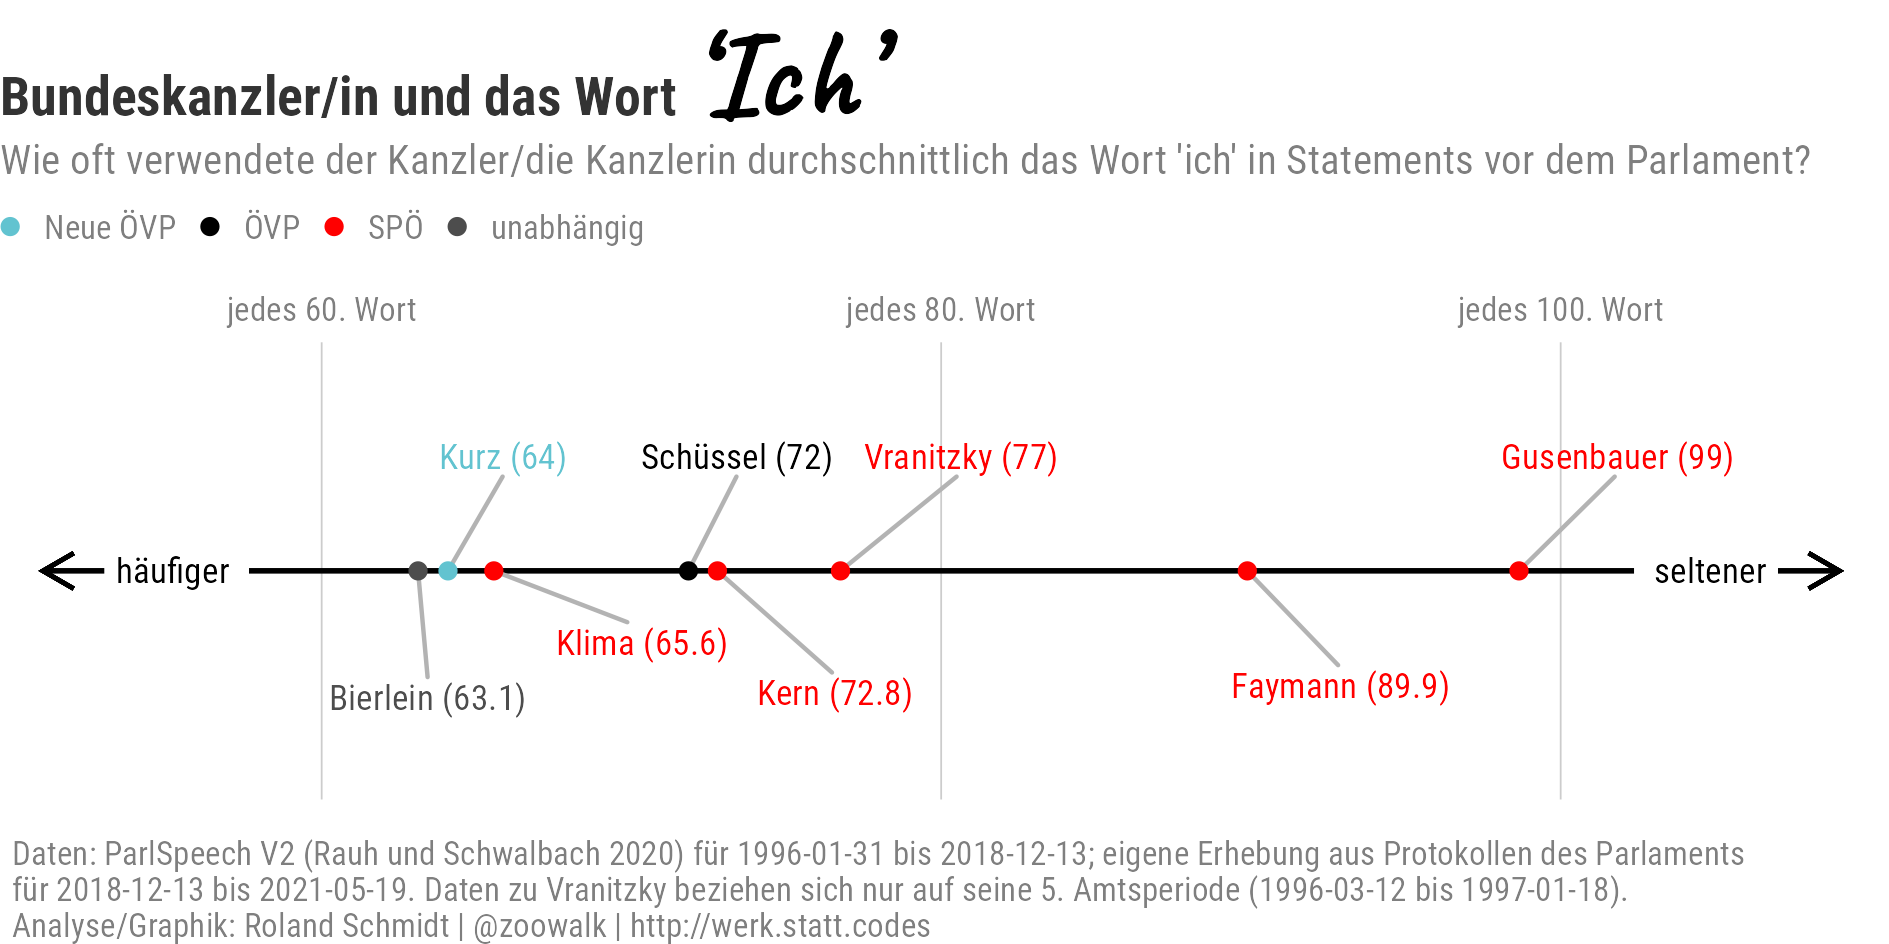 Bundeskanzler/in und das Wort ‘Ich’
Wie oft verwendete der Kanzler/die Kanzlerin durchschnittlich das Wort 'ich' in Statements vor dem Parlament?
Neue ÖVP ÖVP SPÖ unabhängig
jedes 60. Wort jedes 80. Wort jedes 100. Wort
Kurz (64) Schüssel (72) Vranitzky (77) Gusenbauer (99)
häufiger seltener
Klima (65.6)
Bierlein (63.1) Kern (72.8) Faymann (89.9)
Daten: ParlSpeech V2 (Rauh und Schwalbach 2020) für 1996-01-31 bis 2018-12-13; eigene Erhebung aus Protokollen des Parlaments
für 2018-12-13 bis 2021-05-19. Daten zu Vranitzky beziehen sich nur auf seine 5. Amtsperiode (1996-03-12 bis 1997-01-18).
Analyse/Graphik: Roland Schmidt | @zoowalk | http://werk.statt.codes